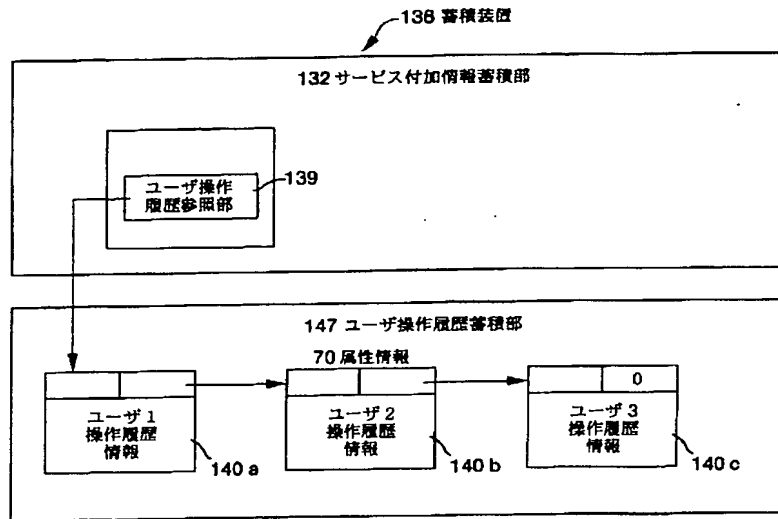 138 蓄積装置
132 サービス付加情報蓄積部
ユーザ操作
履歴参照部
139
147 ユーザ操作履歴蓄積部
70 属性情報
0
ユーザ1
操作履歴
情報
140 a
ユーザ2
操作履歴
情報
140 b
ユーザ3
操作履歴
情報
140 c